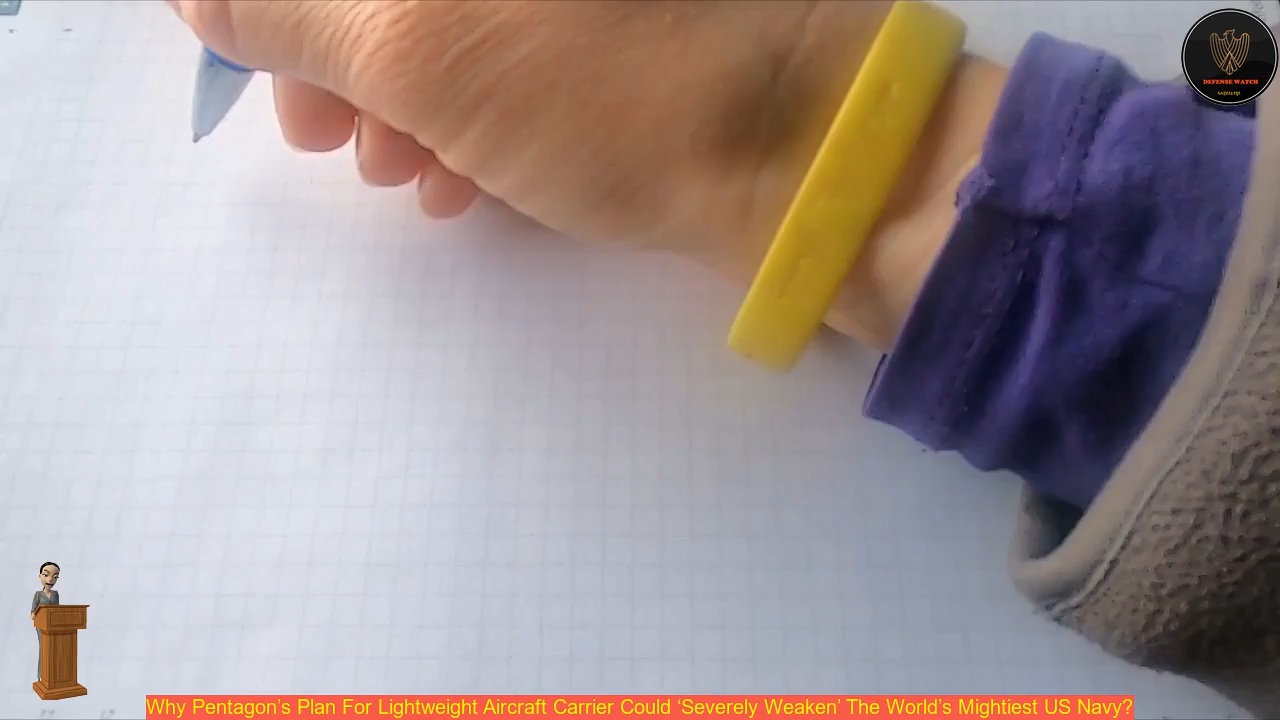 DEFENSE WATCH
Why Pentagon's Plan For Lightweight Aircraft Carrier Could ‘Severely Weaken’ The World's Mightiest US Navy?